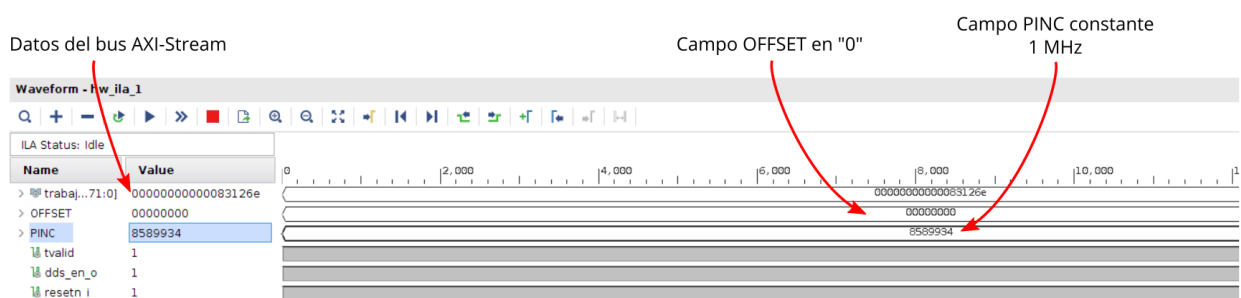 Campo PINC constante
1 MHz
Datos del bus AXI-Stream
Campo OFFSET en "0"
Waveform - hw_ila_1
ILA Status: Idle
Name Value
0 2,000 4,000 6,000 8,000 10,000 1
trabaj...71:0] 00000000000083126e 00000000000083126e
OFFSET 00000000 00000000
PINC 8589934 8589934
tvalid 1
dds_en_o 1
resetn_i 1